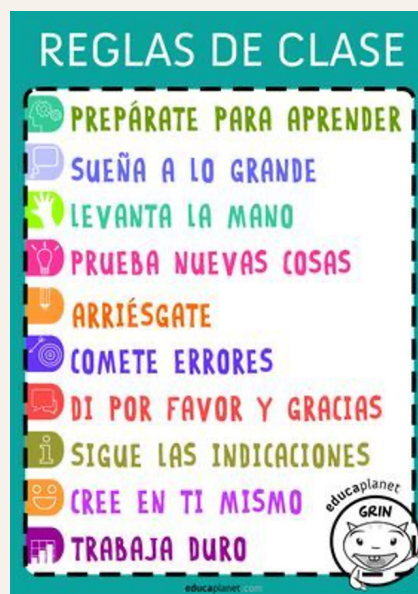 REGLAS DE CLASE
PREPÁRATE PARA APRENDER
SUEÑA A LO GRANDE
LEVANTA LA MANO
PRUEBA NUEVAS COSAS
ARRIÉSGATE
COMETE ERRORES
DI POR FAVOR Y GRACIAS
SIGUE LAS INDICACIONES
CREE EN TI MISMO
TRABAJA DURO
educaplanet
GRIN
educaplanet.com